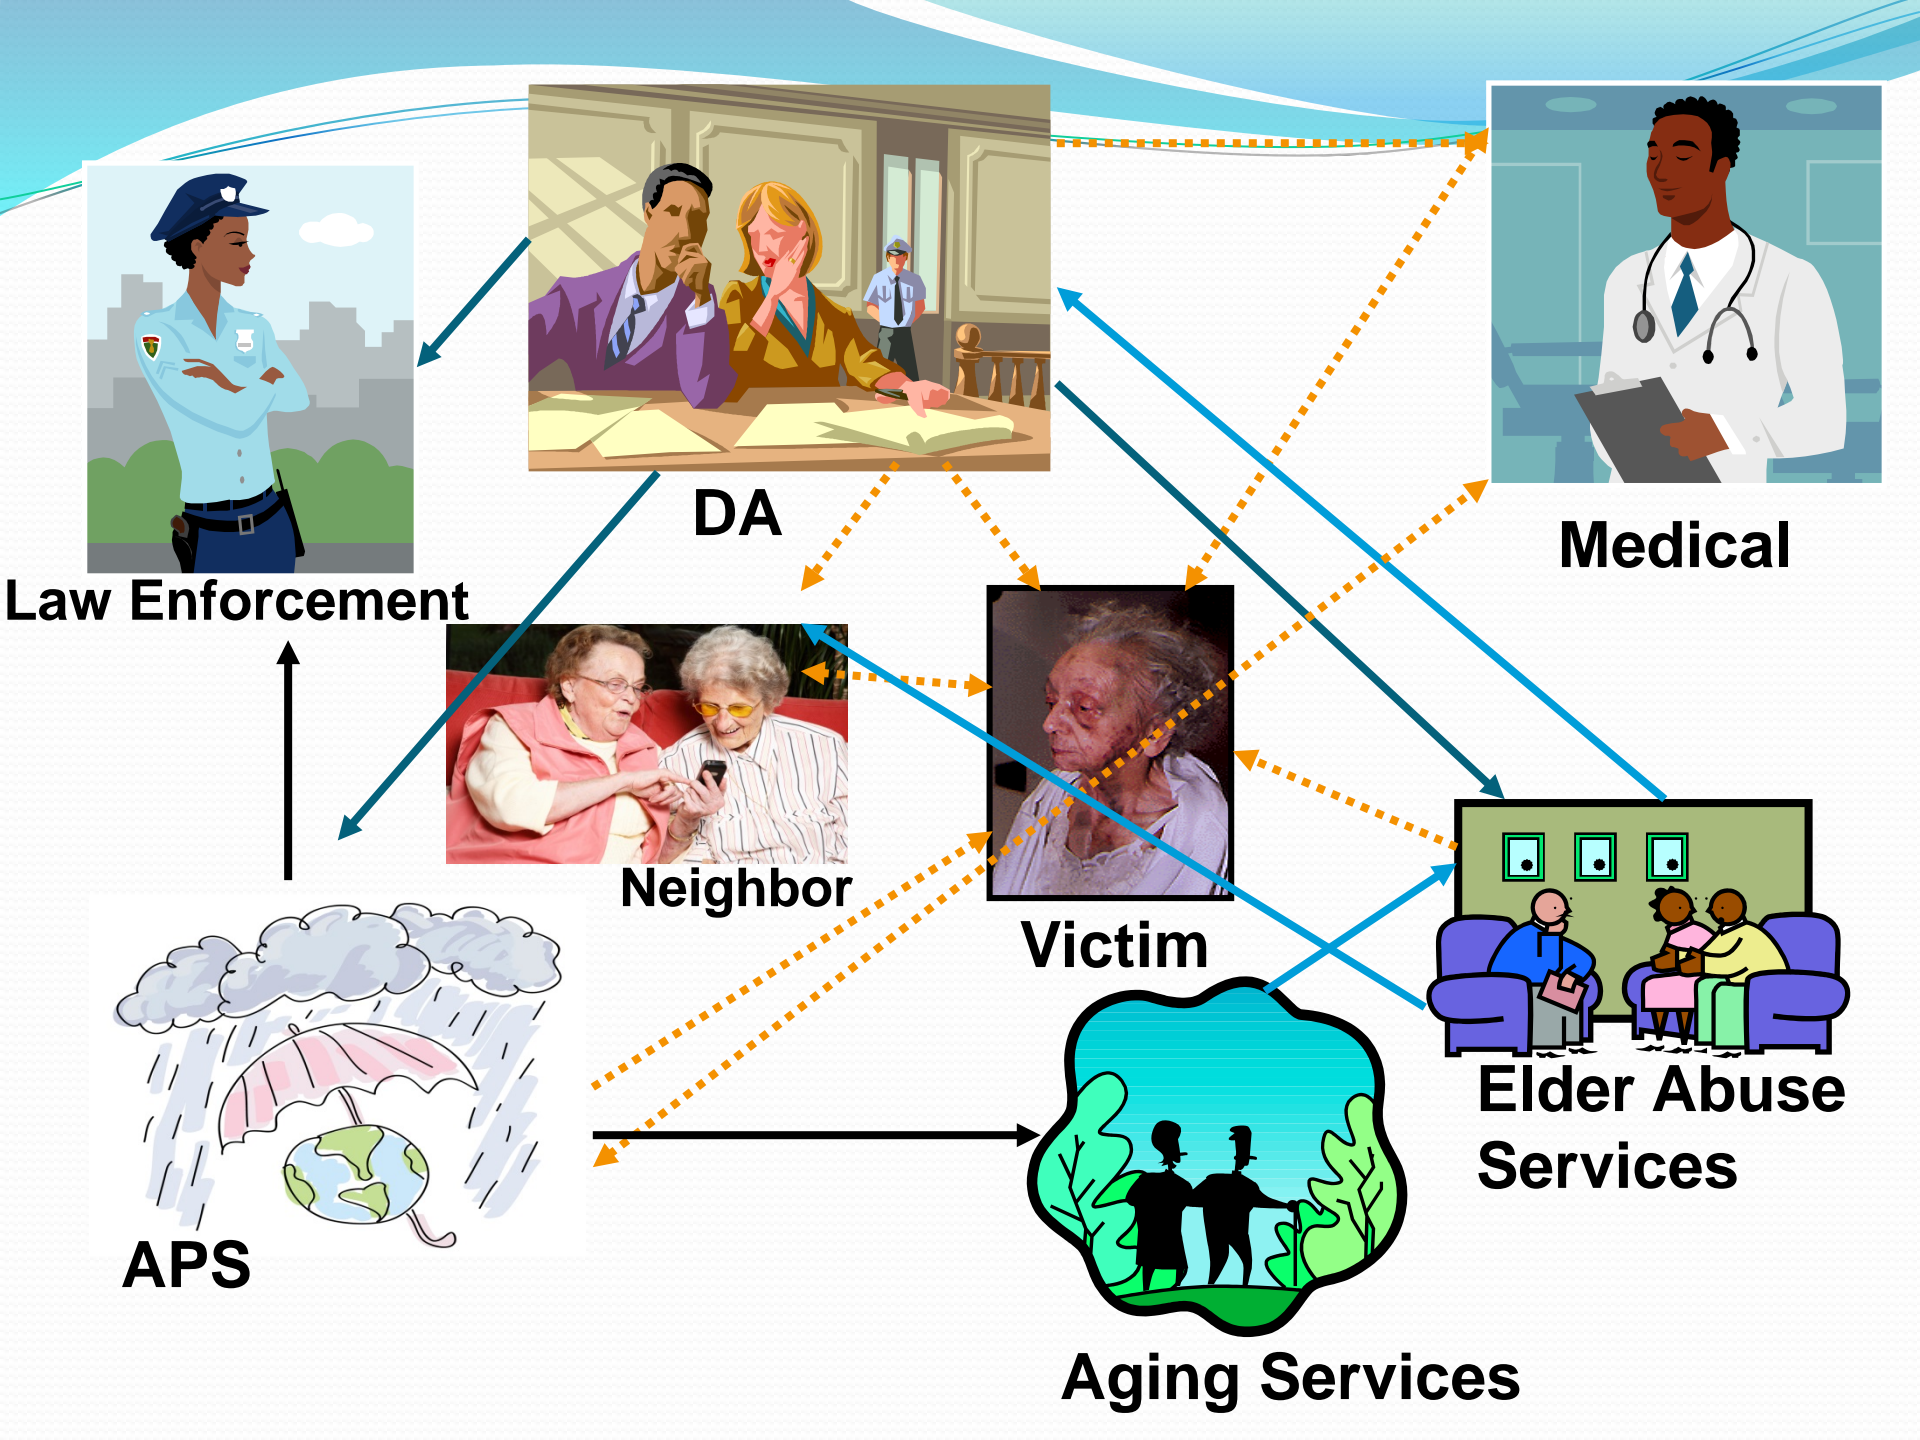 DA
Medical
Law Enforcement
Neighbor
Victim
Elder Abuse
Services
APS
Aging Services